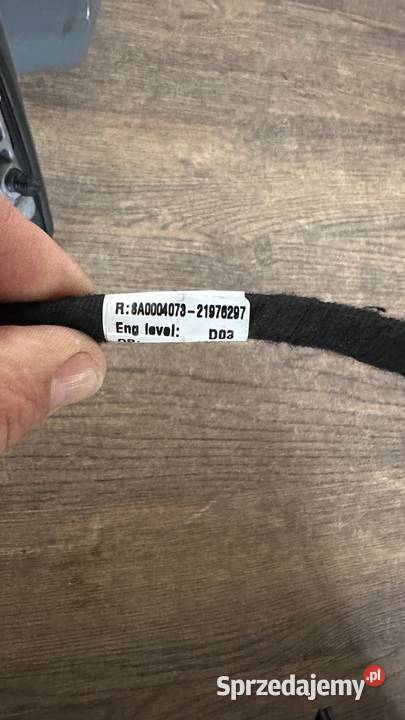 R:8A0004073-21976297
Eng level: D03
Sprzedajemy.pl